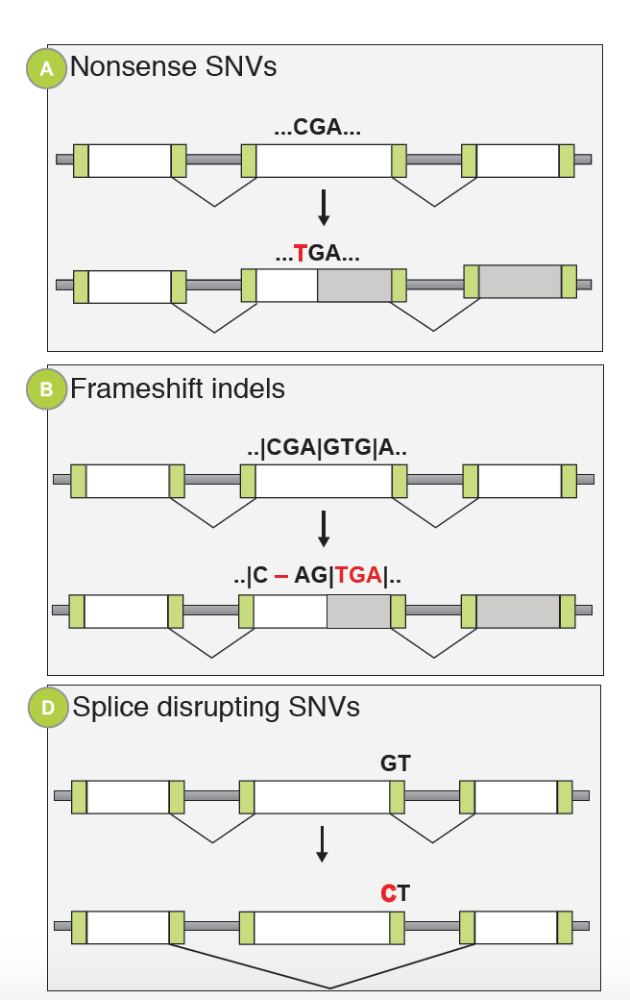 A Nonsense SNVs
...CGA...
...TGA...
B Frameshift indels
..|CGA|GTG|A..
..|C – AG|TGA|..
D Splice disrupting SNVs
GT
CT